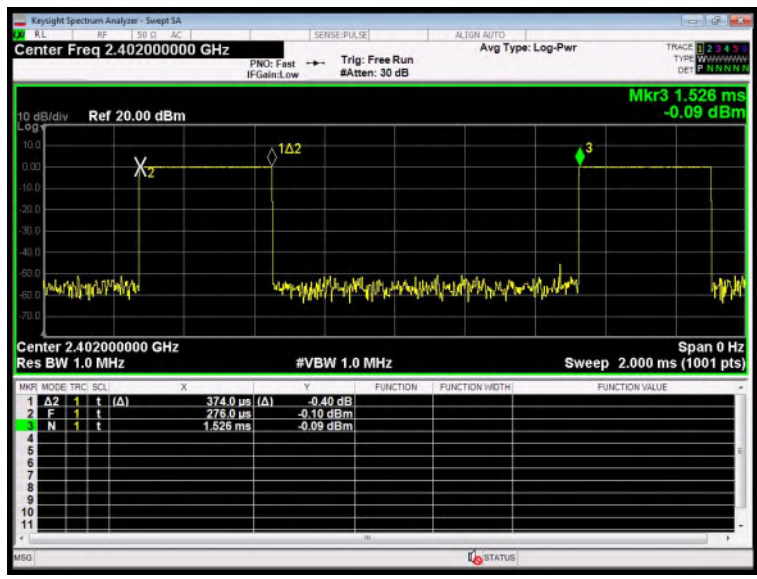 Keysight Spectrum Analyzer - Swept SA
RL RF 50 Ω AC SENSE:PULSE ALIGN AUTO
Center Freq 2.402000000 GHz Avg Type: Log-Pwr TRACE 1 2 3 4 5 6
PNO: Fast Trig: Free Run TYPE WWWWWW
IFGain:Low #Atten: 30 dB DET P N N N N N
Mkr3 1.526 ms
10 dB/div Ref 20.00 dBm -0.09 dBm
Log
10.0
0.00
-10.0
-20.0
-30.0
-40.0
-50.0
-60.0
-70.0
2
1Δ2
3
Center 2.402000000 GHz Span 0 Hz
Res BW 1.0 MHz #VBW 1.0 MHz Sweep 2.000 ms (1001 pts)
MKR MODE TRC SCL X Y FUNCTION FUNCTION WIDTH FUNCTION VALUE
1 Δ2 1 t (Δ) 374.0 µs (Δ) -0.40 dB
2 F 1 t 276.0 µs -0.10 dBm
3 N 1 t 1.526 ms -0.09 dBm
4
5
6
7
8
9
10
11
MSG STATUS